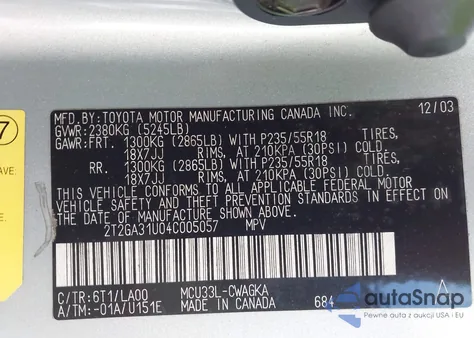 MFD.BY:TOYOTA MOTOR MANUFACTURING CANADA INC. 12/03
GVWR:2380KG (5245LB)
GAWR:FRT. 1300KG (2865LB) WITH P235/55R18 TIRES,
18X7JJ RIMS, AT 210KPA (30PSI) COLD.
RR. 1300KG (2865LB) WITH P235/55R18 TIRES,
18X7JJ RIMS, AT 210KPA (30PSI) COLD.
THIS VEHICLE CONFORMS TO ALL APPLICABLE FEDERAL MOTOR
VEHICLE SAFETY AND THEFT PREVENTION STANDARDS IN EFFECT ON
THE DATE OF MANUFACTURE SHOWN ABOVE.
2T2GA31U04C005057 MPV
C/TR:6T1/LA00 MCU33L-CWAGKA
A/TM:-01A/U151E MADE IN CANADA 684
7
AVE
autoSnap
Odzyskaj pojazd z USA i EU